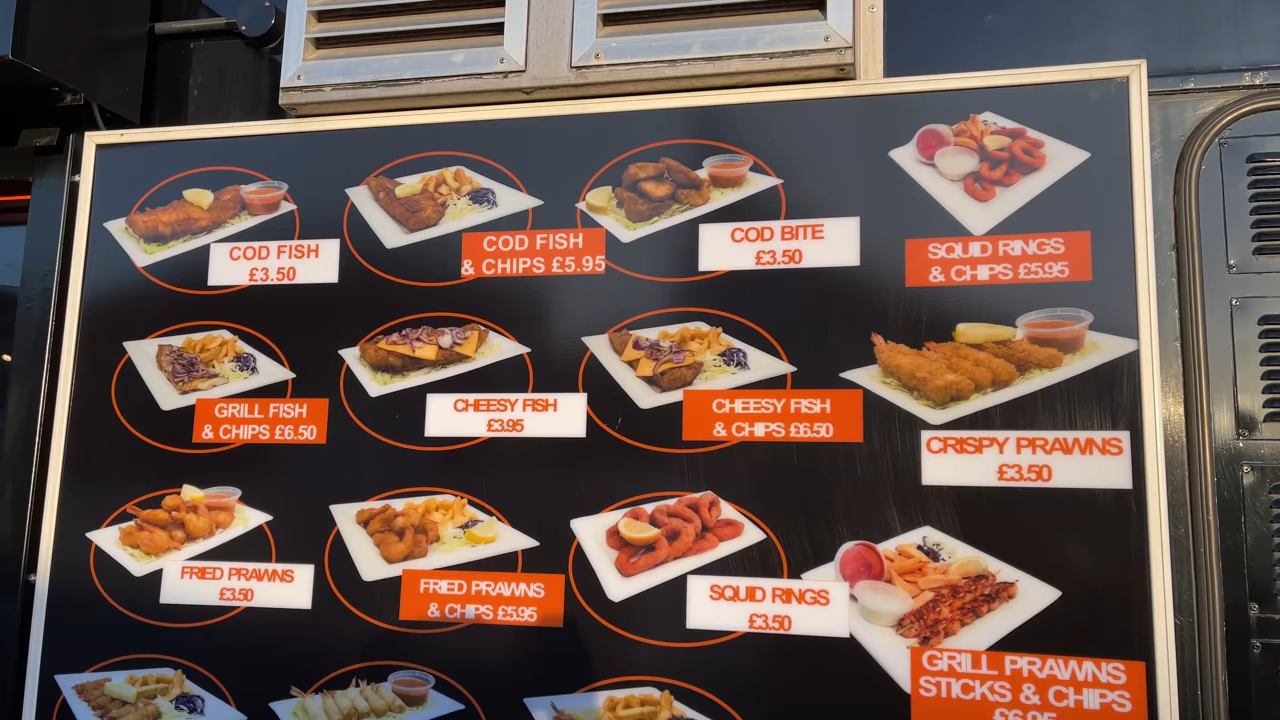 COD FISH
£3.50
COD FISH
& CHIPS £5.95
COD BITE
£3.50
SQUID RINGS
& CHIPS £5.95
GRILL FISH
& CHIPS £6.50
CHEESY FISH
£3.95
CHEESY FISH
& CHIPS £6.50
CRISPY PRAWNS
£3.50
FRIED PRAWNS
£3.50
FRIED PRAWNS
& CHIPS £5.95
SQUID RINGS
£3.50
GRILL PRAWNS
STICKS & CHIPS
£6.95